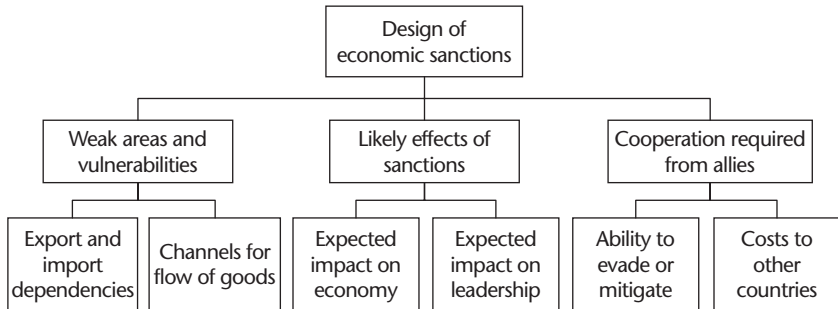 Design of
economic sanctions
Weak areas and
vulnerabilities
Likely effects of
sanctions
Cooperation required
from allies
Export and
import
dependencies
Channels for
flow of goods
Expected
impact on
economy
Expected
impact on
leadership
Ability to
evade or
mitigate
Costs to
other
countries